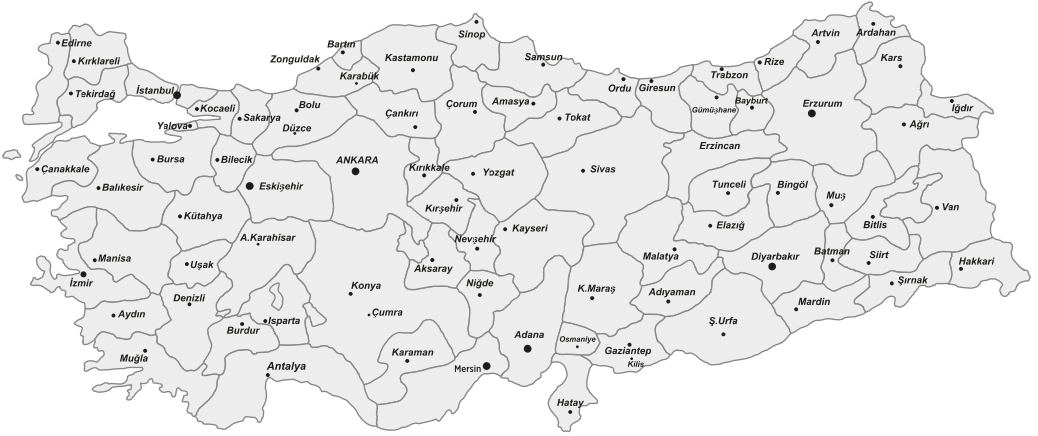 Edirne
Kırklareli
Tekirdağ
İstanbul
Kocaeli
Yalova
Sakarya
Bolu
Düzce
Zonguldak
Bartın
Karabük
Kastamonu
Sinop
Samsun
Çankırı
Çorum
Amasya
Tokat
Ordu
Giresun
Trabzon
Gümüşhane
Bayburt
Rize
Artvin
Ardahan
Kars
Iğdır
Erzurum
Ağrı
Erzincan
Çanakkale
Balıkesir
Bursa
Bilecik
Eskişehir
ANKARA
Kırıkkale
Yozgat
Sivas
Kırşehir
Nevşehir
Kayseri
Aksaray
Kütahya
A.Karahisar
Manisa
İzmir
Uşak
Denizli
Aydın
Muğla
Burdur
Isparta
Antalya
Konya
Çumra
Karaman
Niğde
Mersin
Adana
Osmaniye
Hatay
K.Maraş
Gaziantep
Kilis
Adıyaman
Malatya
Ş.Urfa
Elazığ
Tunceli
Bingöl
Muş
Bitlis
Van
Diyarbakır
Batman
Siirt
Mardin
Şırnak
Hakkari